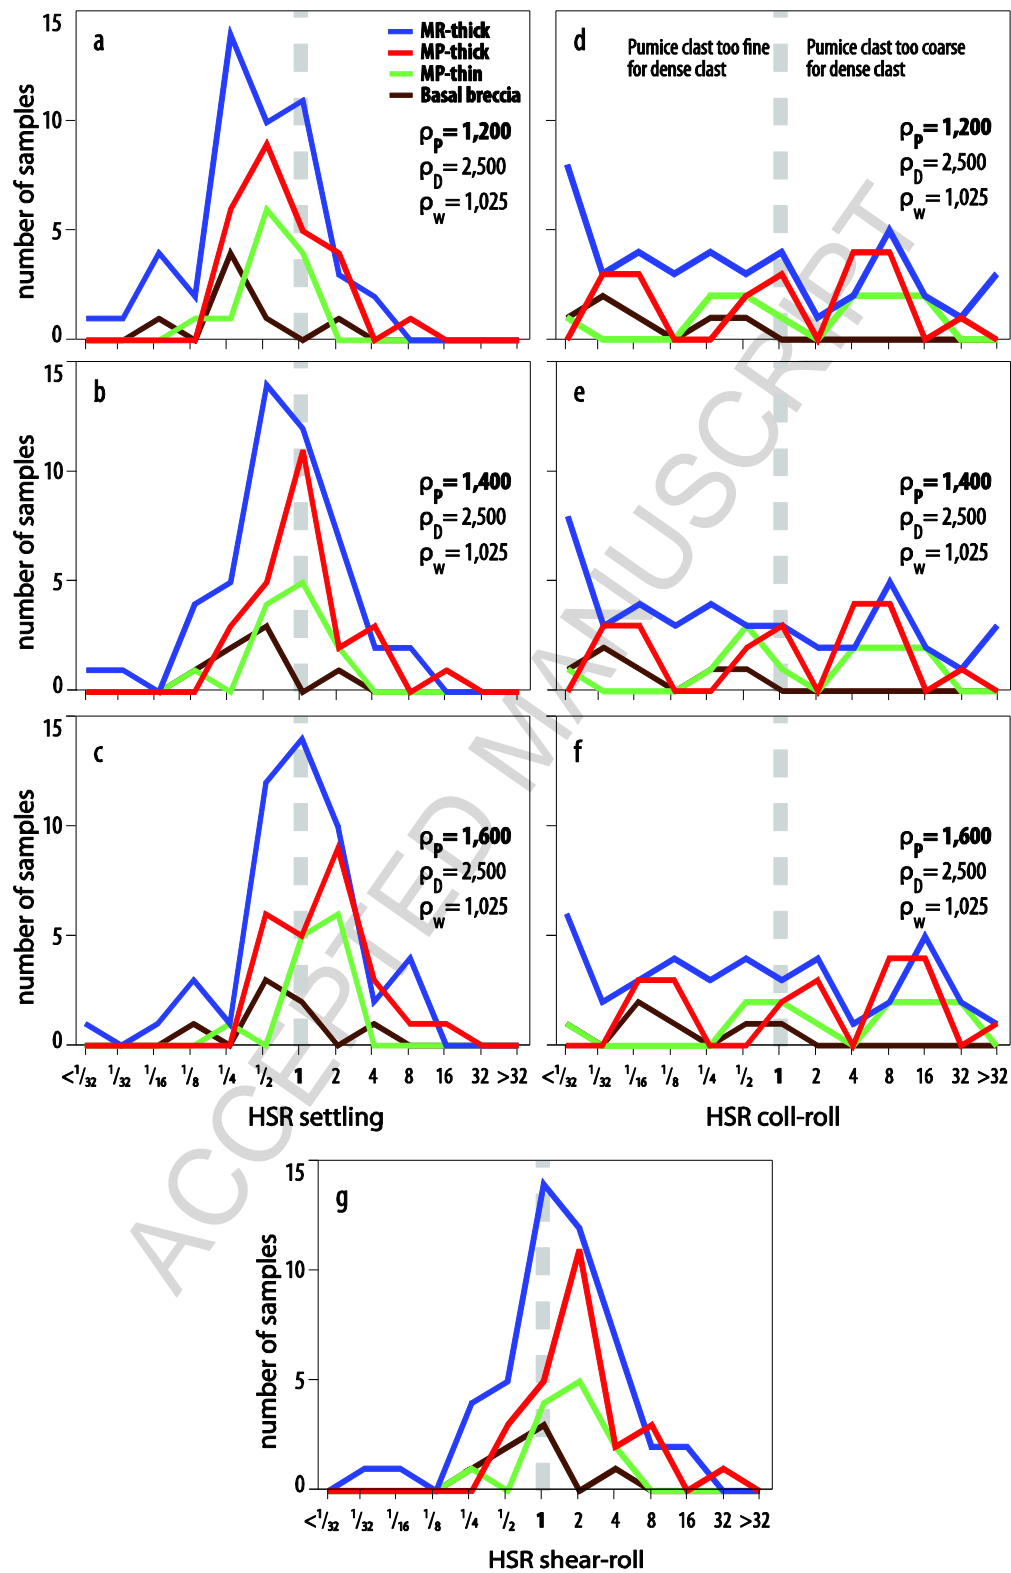 a
MR-thick
MP-thick
MP-thin
Basal breccia
ρP = 1,200
ρD = 2,500
ρw = 1,025
15
10
5
0
number of samples
d
Pumice clast too fine
for dense clast
Pumice clast too coarse
for dense clast
ρP = 1,200
ρD = 2,500
ρw = 1,025
b
ρP = 1,400
ρD = 2,500
ρw = 1,025
15
10
5
0
number of samples
e
ρP = 1,400
ρD = 2,500
ρw = 1,025
c
ρP = 1,600
ρD = 2,500
ρw = 1,025
15
10
5
0
number of samples
<1/32 1/32 1/16 1/8 1/4 1/2 1 2 4 8 16 32 >32
HSR settling
f
ρP = 1,600
ρD = 2,500
ρw = 1,025
<1/32 1/32 1/16 1/8 1/4 1/2 1 2 4 8 16 32 >32
HSR coll-roll
g
15
10
5
0
number of samples
<1/32 1/32 1/16 1/8 1/4 1/2 1 2 4 8 16 32 >32
HSR shear-roll
ACCEPTED MANUSCRIPT